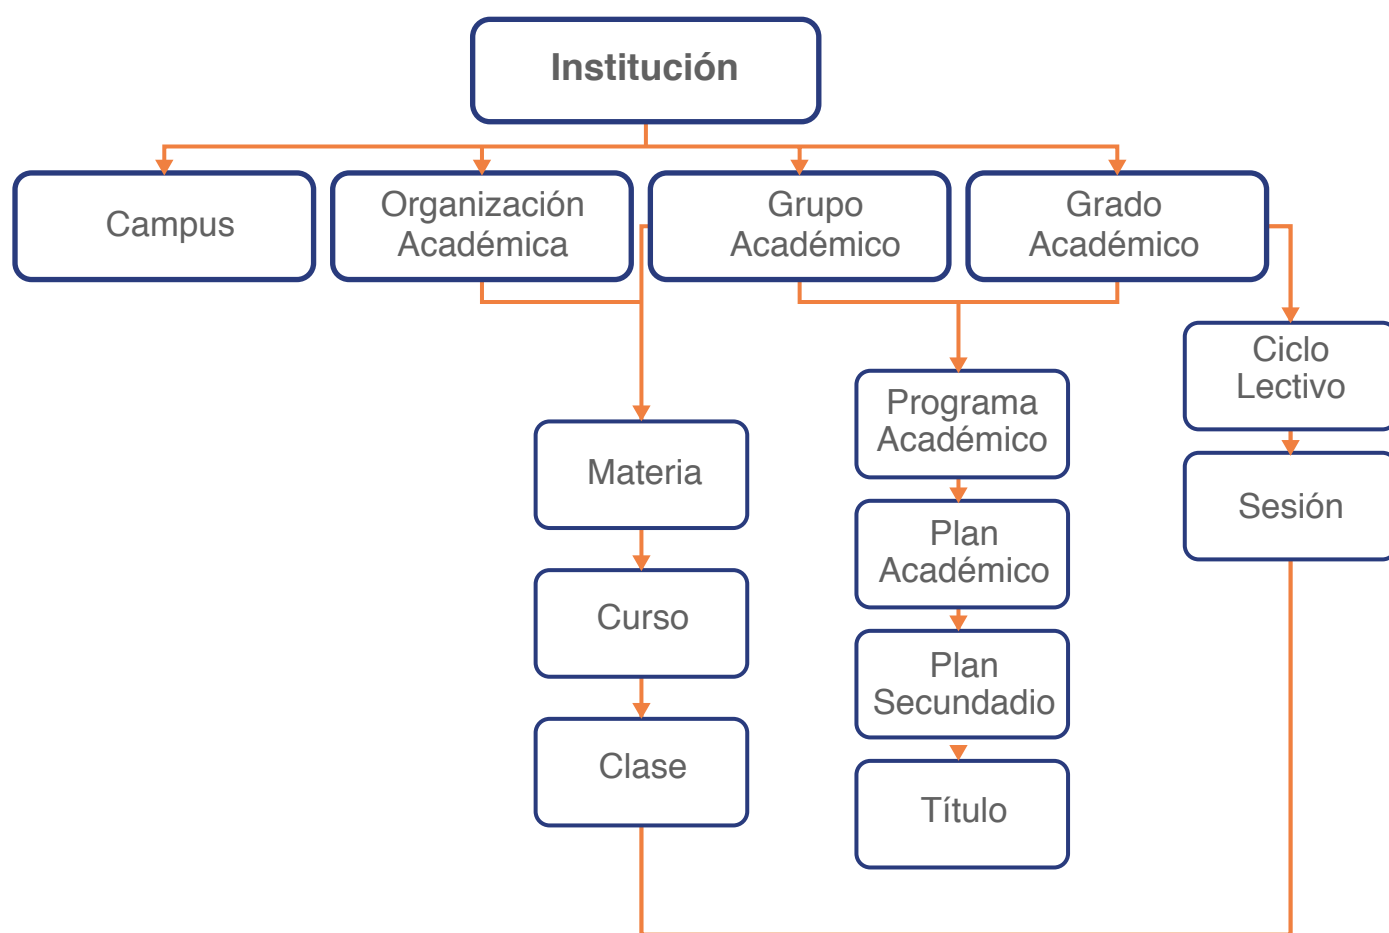 Institución
Campus
Organización
Académica
Grupo
Académico
Grado
Académico
Ciclo
Lectivo
Programa
Académico
Materia
Sesión
Plan
Académico
Curso
Plan
Secundadio
Clase
Título